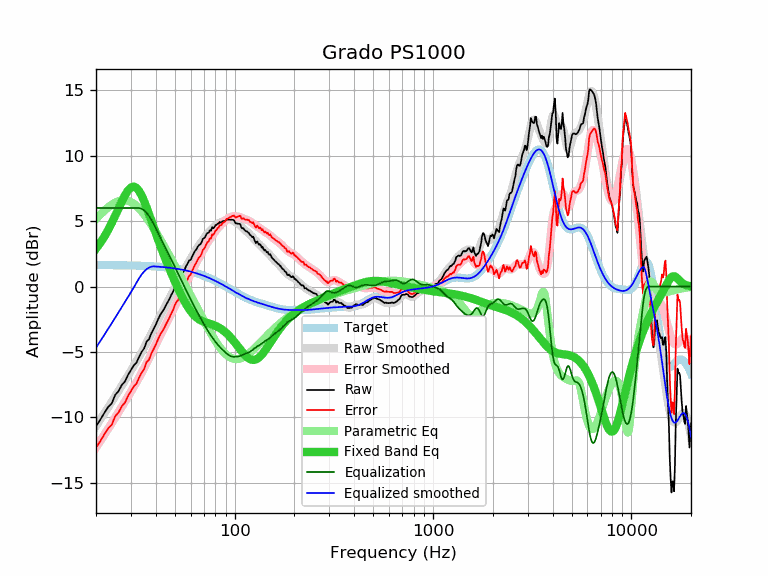 Grado PS1000
Amplitude (dBr)
15
10
5
0
−5
−10
−15
Target
Raw Smoothed
Error Smoothed
Raw
Error
Parametric Eq
Fixed Band Eq
Equalization
Equalized smoothed
100
1000
10000
Frequency (Hz)